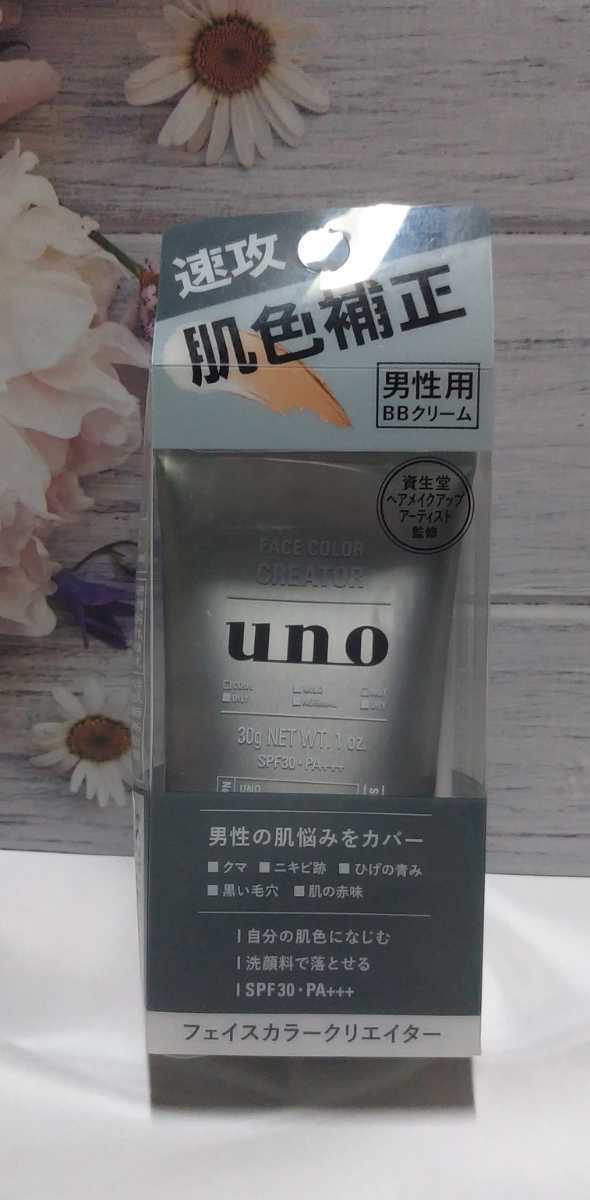 速攻
肌色補正
男性用
BBクリーム
資生堂
ヘアメイクアップ
アーティスト
監修
FACE COLOR
CREATOR
uno
30g NET WT. 1 oz.
SPF30・PA+++
UNO
男性の肌悩みをカバー
■クマ ■ニキビ跡 ■ひげの青み
■黒い毛穴 ■肌の赤味
|自分の肌色になじむ
|洗顔料で落とせる
|SPF30・PA+++
フェイスカラークリエイター